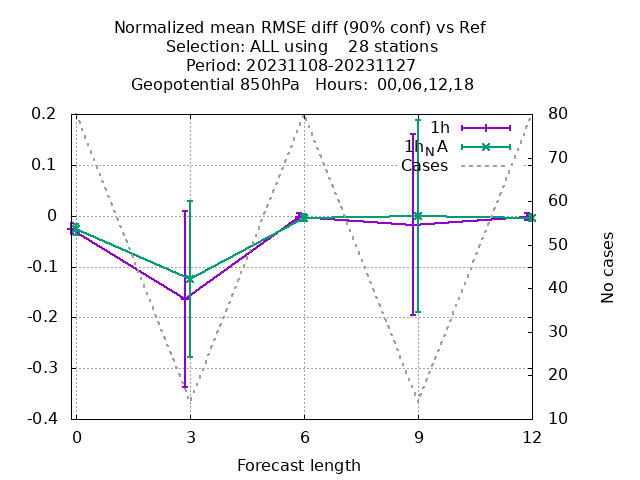 Normalized mean RMSE diff (90% conf) vs Ref
Selection: ALL using    28 stations
Period: 20231108-20231127
Geopotential 850hPa   Hours:  00,06,12,18
0.2
0.1
0
-0.1
-0.2
-0.3
-0.4
80
70
60
50
40
30
20
10
1h
1h_NA
Cases
No cases
0
3
6
9
12
Forecast length